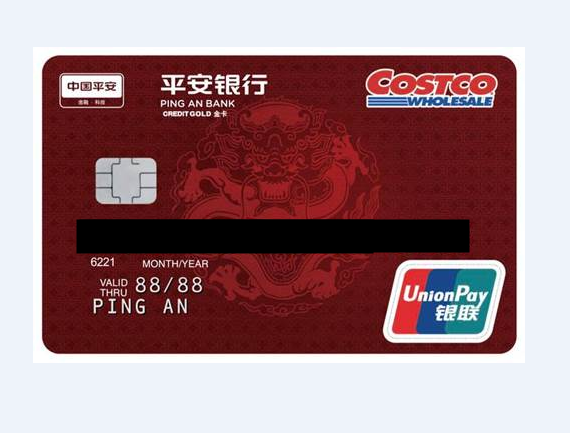 中国平安
金融·科技
平安银行
PING AN BANK
CREDIT GOLD 金卡
COSTCO
WHOLESALE
6221
MONTH/YEAR
VALID THRU 88/88
PING AN
UnionPay
银联